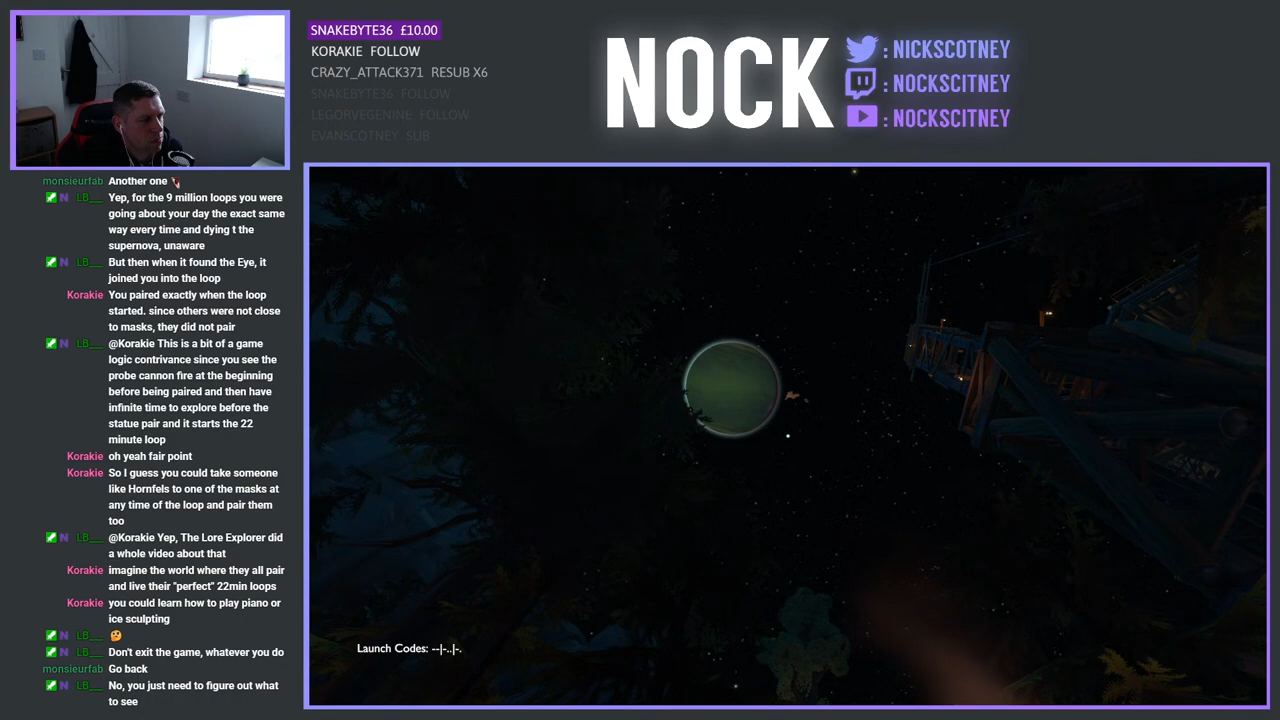 SNAKEBYTE36 £10.00
KORAKIE FOLLOW
CRAZY_ATTACK371 RESUB X6
SNAKEBYTE36 FOLLOW
LEGORVEGENINE FOLLOW
EVANSCOTNEY SUB
NOCK
: NICKSCOTNEY
: NOCKSCITNEY
: NOCKSCITNEY
monsieurfab Another one
N LB__ Yep, for the 9 million loops you were
going about your day the exact same
way every time and dying t the
supernova, unaware
N LB__ But then when it found the Eye, it
joined you into the loop
Korakie You paired exactly when the loop
started. since others were not close
to masks, they did not pair
N LB__ @Korakie This is a bit of a game
logic contrivance since you see the
probe cannon fire at the beginning
before being paired and then have
infinite time to explore before the
statue pair and it starts the 22
minute loop
Korakie oh yeah fair point
Korakie So I guess you could take someone
like Hornfels to one of the masks at
any time of the loop and pair them
too
N LB__ @Korakie Yep, The Lore Explorer did
a whole video about that
Korakie imagine the world where they all pair
and live their "perfect" 22min loops
Korakie you could learn how to play piano or
ice sculpting
N LB__
N LB__ Don't exit the game, whatever you do
monsieurfab Go back
N LB__ No, you just need to figure out what
to see
Launch Codes: --|-..|-.